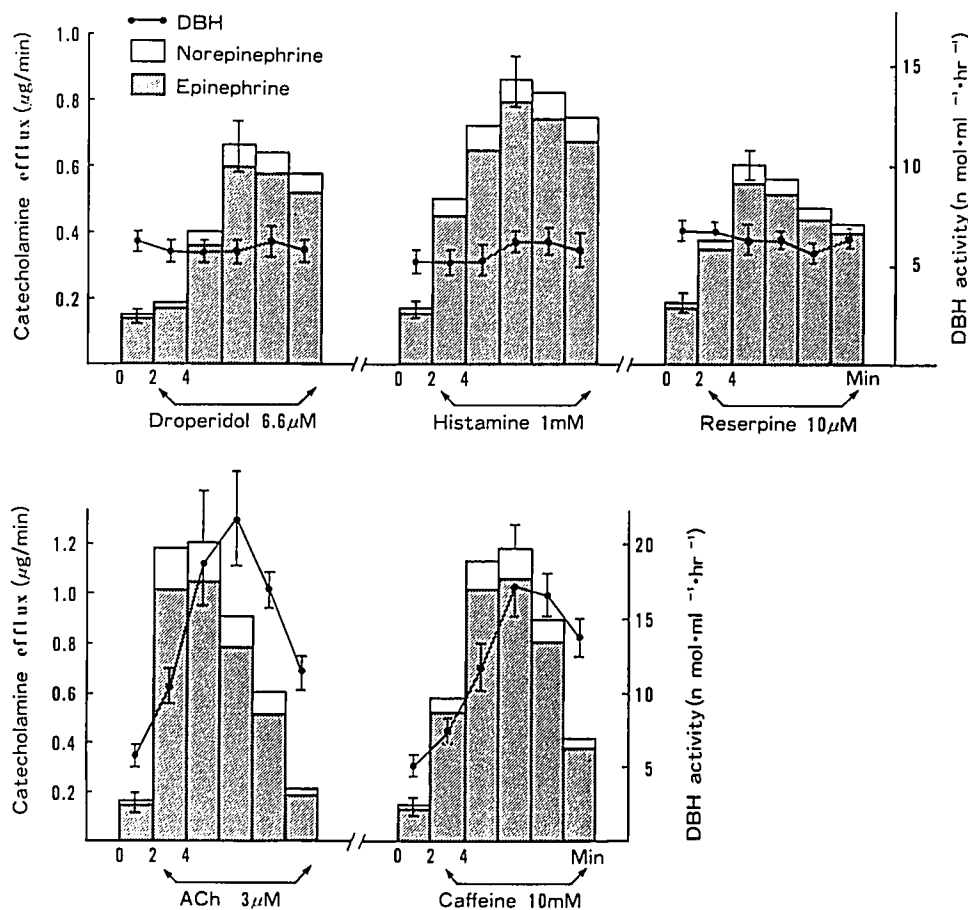 DBH
Norepinephrine
Epinephrine
Catecholamine efflux (μg/min)
1.0
0.8
0.6
0.4
0.2
15
10
5
DBH activity (n mol•ml⁻¹•hr⁻¹)
0 2 4
0 2 4
0 2 4 Min
Droperidol 6.6μM
Histamine 1mM
Reserpine 10μM
Catecholamine efflux (μg/min)
1.2
1.0
0.8
0.6
0.4
0.2
20
15
10
5
DBH activity (n mol•ml⁻¹•hr⁻¹)
0 2 4
0 2 4 Min
ACh 3μM
Caffeine 10mM